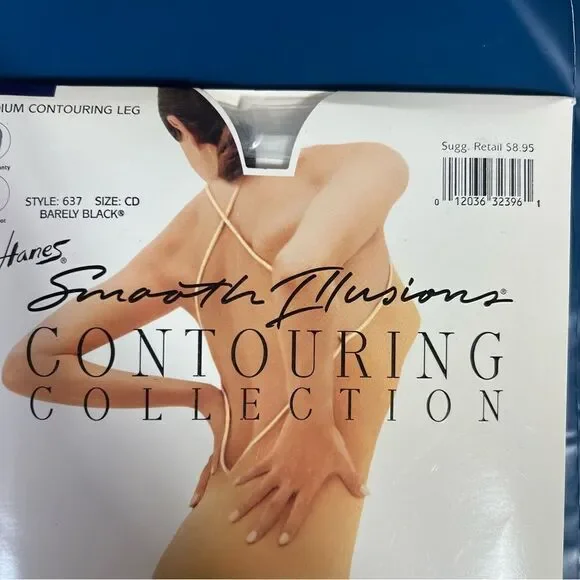 CONTOURING LEG
Sugg. Retail $8.95
STYLE: 637 SIZE: CD
BARELY BLACK®
0 12036 32396 1
Hanes®
Smooth Illusions®
CONTOURING
COLLECTION